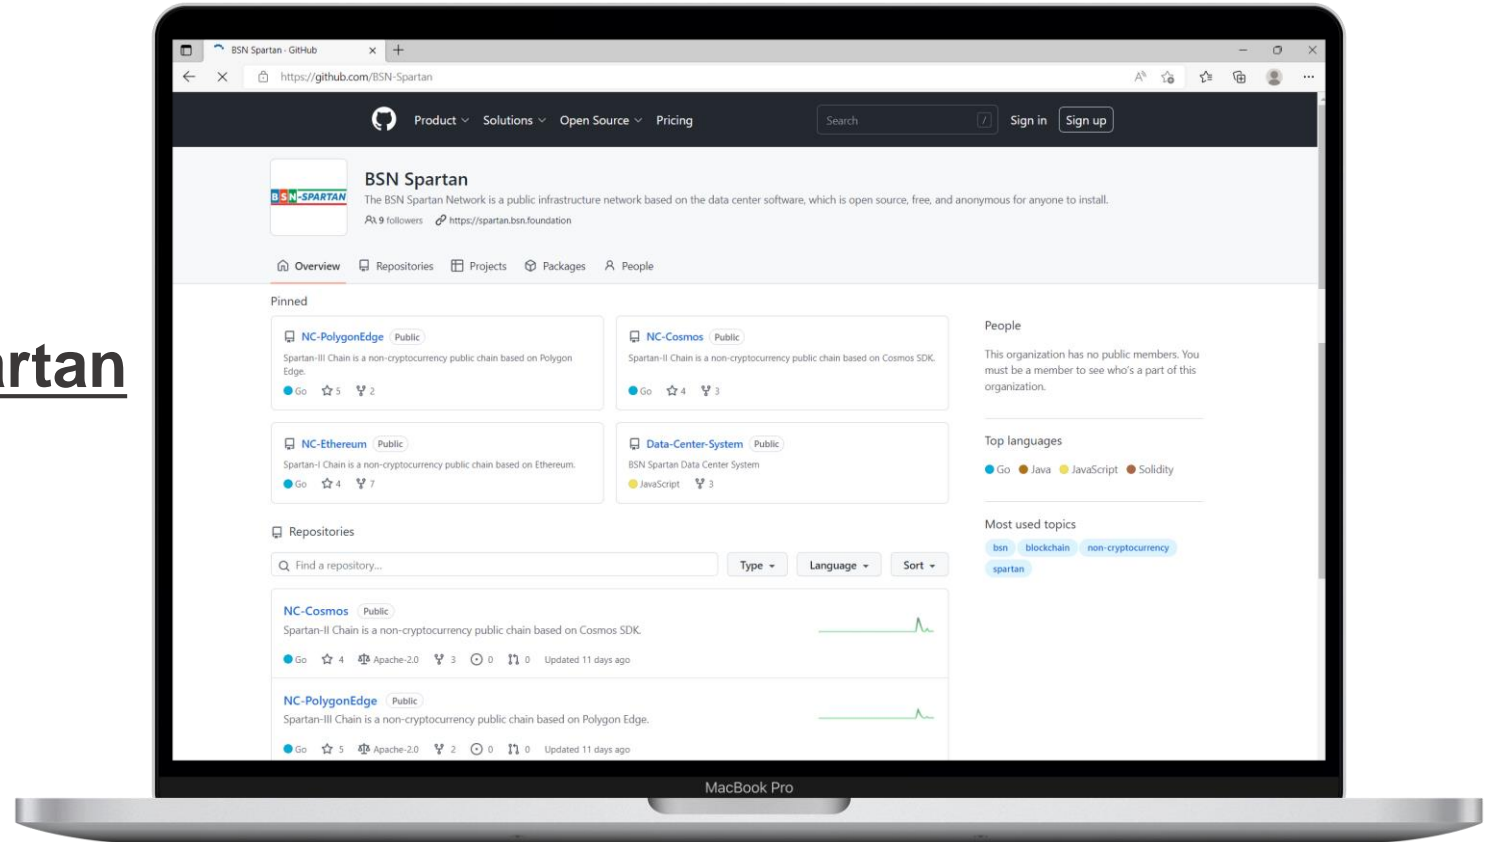 BSN Spartan - GitHub
https://github.com/BSN-Spartan
Product Solutions Open Source Pricing Search / Sign in Sign up
BSN-SPARTAN
BSN Spartan
The BSN Spartan Network is a public infrastructure network based on the data center software, which is open source, free, and anonymous for anyone to install.
9 followers https://spartan.bsn.foundation
Overview Repositories Projects Packages People
Pinned
NC-PolygonEdge Public
Spartan-III Chain is a non-cryptocurrency public chain based on Polygon
Edge.
Go 5 2
NC-Cosmos Public
Spartan-II Chain is a non-cryptocurrency public chain based on Cosmos SDK.
Go 4 3
NC-Ethereum Public
Spartan-I Chain is a non-cryptocurrency public chain based on Ethereum.
Go 4 7
Data-Center-System Public
BSN Spartan Data Center System
JavaScript 3
People
This organization has no public members. You
must be a member to see who's a part of this
organization.
Top languages
Go Java JavaScript Solidity
Most used topics
bsn blockchain non-cryptocurrency
spartan
Repositories
Find a repository... Type Language Sort
NC-Cosmos Public
Spartan-II Chain is a non-cryptocurrency public chain based on Cosmos SDK.
Go 4 Apache-2.0 3 0 0 Updated 11 days ago
NC-PolygonEdge Public
Spartan-III Chain is a non-cryptocurrency public chain based on Polygon Edge.
Go 5 Apache-2.0 2 0 0 Updated 11 days ago
artan
MacBook Pro